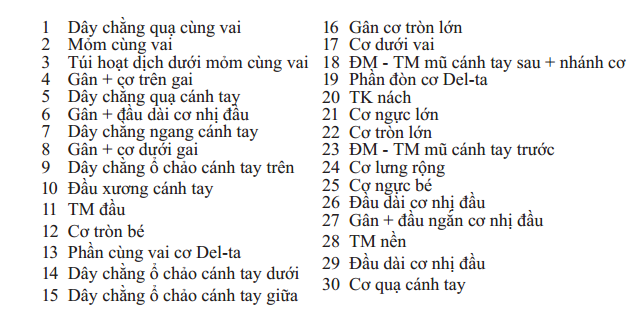 1 Dây chằng quạ cùng vai
2 Mỏm cùng vai
3 Túi hoạt dịch dưới mỏm cùng vai
4 Gân + cơ trên gai
5 Dây chằng quạ cánh tay
6 Gân + đầu dài cơ nhị đầu
7 Dây chằng ngang cánh tay
8 Gân + cơ dưới gai
9 Dây chằng ổ chảo cánh tay trên
10 Đầu xương cánh tay
11 TM đầu
12 Cơ tròn bé
13 Phần cùng vai cơ Del-ta
14 Dây chằng ổ chảo cánh tay dưới
15 Dây chằng ổ chảo cánh tay giữa
16 Gân cơ tròn lớn
17 Cơ dưới vai
18 ĐM - TM mũ cánh tay sau + nhánh cơ
19 Phần đòn cơ Del-ta
20 TK nách
21 Cơ ngực lớn
22 Cơ tròn lớn
23 ĐM - TM mũ cánh tay trước
24 Cơ lưng rộng
25 Cơ ngực bé
26 Đầu dài cơ nhị đầu
27 Gân + đầu ngắn cơ nhị đầu
28 TM nền
29 Đầu dài cơ nhị đầu
30 Cơ quạ cánh tay